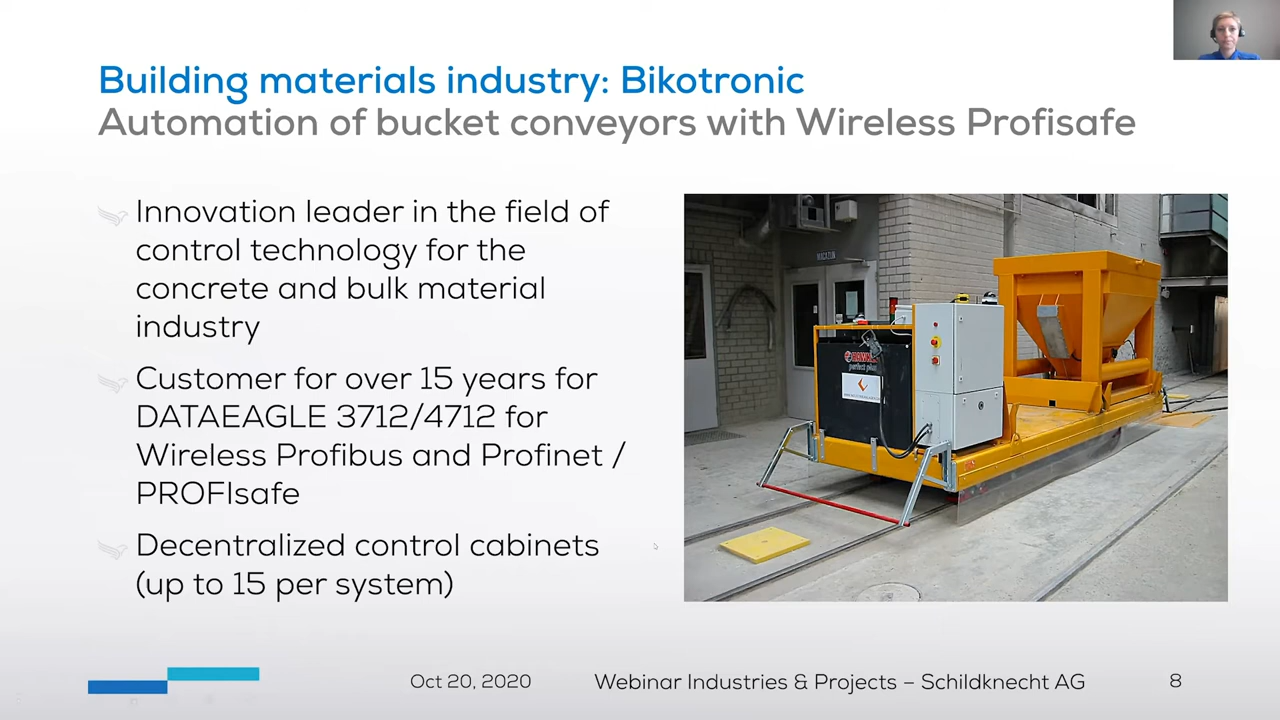 Building materials industry: Bikotronic
Automation of bucket conveyors with Wireless Profisafe
Innovation leader in the field of
control technology for the
concrete and bulk material
industry
Customer for over 15 years for
DATAEAGLE 3712/4712 for
Wireless Profibus and Profinet /
PROFIsafe
Decentralized control cabinets
(up to 15 per system)
MAGAZIN
perfect plus
Oct 20, 2020
Webinar Industries & Projects – Schildknecht AG
8